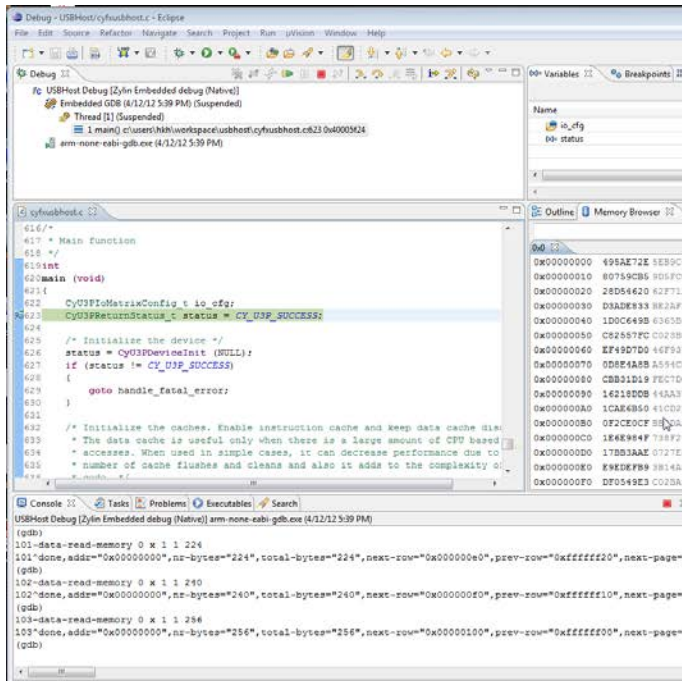 Debug - USBHost/cyfxusbhost.c - Eclipse
File Edit Source Refactor Navigate Search Project Run µVision Window Help
Debug
USBHost Debug [Zylin Embedded debug (Native)]
Embedded GDB (4/12/12 5:39 PM) (Suspended)
Thread [1] (Suspended)
1 main() c:\users\hkh\workspace\usbhost\cyfxusbhost.c:623 0x40005f24
arm-none-eabi-gdb.exe (4/12/12 5:39 PM)
Variables Breakpoints
Name
io_cfg
status
cyfxusbhost.c
616/*
617 * Main function
618 */
619int
620main (void)
621{
622 CyU3PIoMatrixConfig_t io_cfg;
623 CyU3PReturnStatus_t status = CY_U3P_SUCCESS;
624
625 /* Initialize the device */
626 status = CyU3PDeviceInit (NULL);
627 if (status != CY_U3P_SUCCESS)
628 {
629 goto handle_fatal_error;
630 }
631
632 /* Initialize the caches. Enable instruction cache and keep data cache dis
633 * The data cache is useful only when there is a large amount of CPU based
634 * accesses. When used in simple cases, it can decrease performance due to
635 * number of cache flushes and cleans and also it adds to the complexity o
Outline Memory Browser
0x0
0x00000000 495AE72E
0x00000010 80759CB5
0x00000020 28D54620
0x00000030 D3ADE833
0x00000040 1D0C649B
0x00000050 C82557FC
0x00000060 EF49D7D0
0x00000070 0D8E4A8B
0x00000080 CBB31D19
0x00000090 16218DDB
0x000000A0 1CAE6B50
0x000000B0 0F2CE0CF
0x000000C0 1E6E984F
0x000000D0 17BB3AAE
0x000000E0 E9EDEFB9
0x000000F0 DF0549E3
Console Tasks Problems Executables Search
USBHost Debug [Zylin Embedded debug (Native)] arm-none-eabi-gdb.exe (4/12/12 5:39 PM)
(gdb)
101-data-read-memory 0 x 1 1 224
101^done,addr="0x00000000",nr-bytes="224",total-bytes="224",next-row="0x000000e0",prev-row="0xffffff20",next-page=
(gdb)
102-data-read-memory 0 x 1 1 240
102^done,addr="0x00000000",nr-bytes="240",total-bytes="240",next-row="0x000000f0",prev-row="0xffffff10",next-page=
(gdb)
103-data-read-memory 0 x 1 1 256
103^done,addr="0x00000000",nr-bytes="256",total-bytes="256",next-row="0x00000100",prev-row="0xffffff00",next-page=
(gdb)